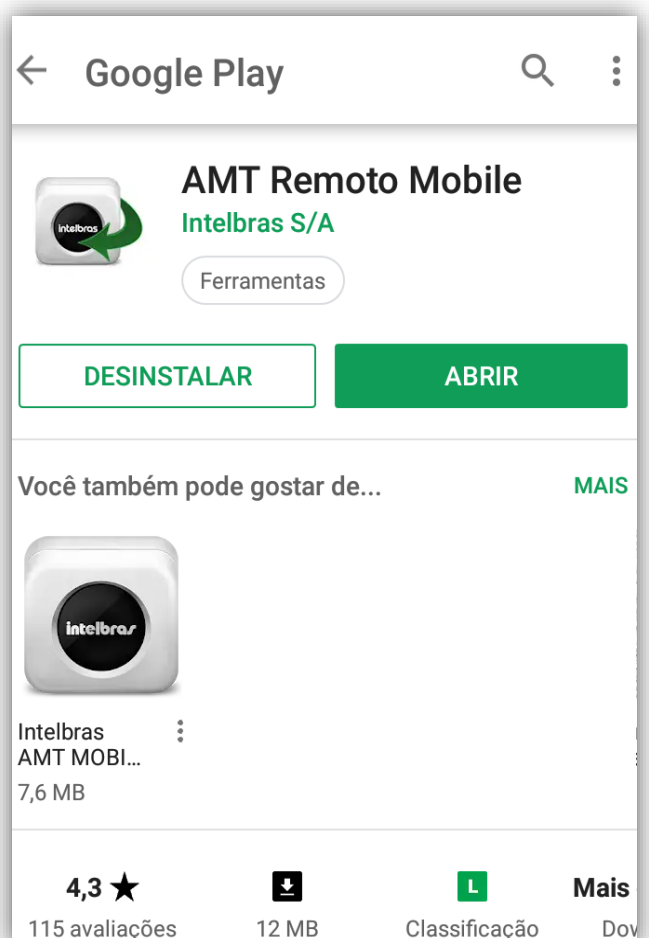 Google Play
AMT Remoto Mobile
intelbras
Intelbras S/A
Ferramentas
DESINSTALAR
ABRIR
Você também pode gostar de...
MAIS
intelbras
Intelbras
AMT MOBI...
7,6 MB
4,3 ★
L
Mais
115 avaliações
12 MB
Classificação